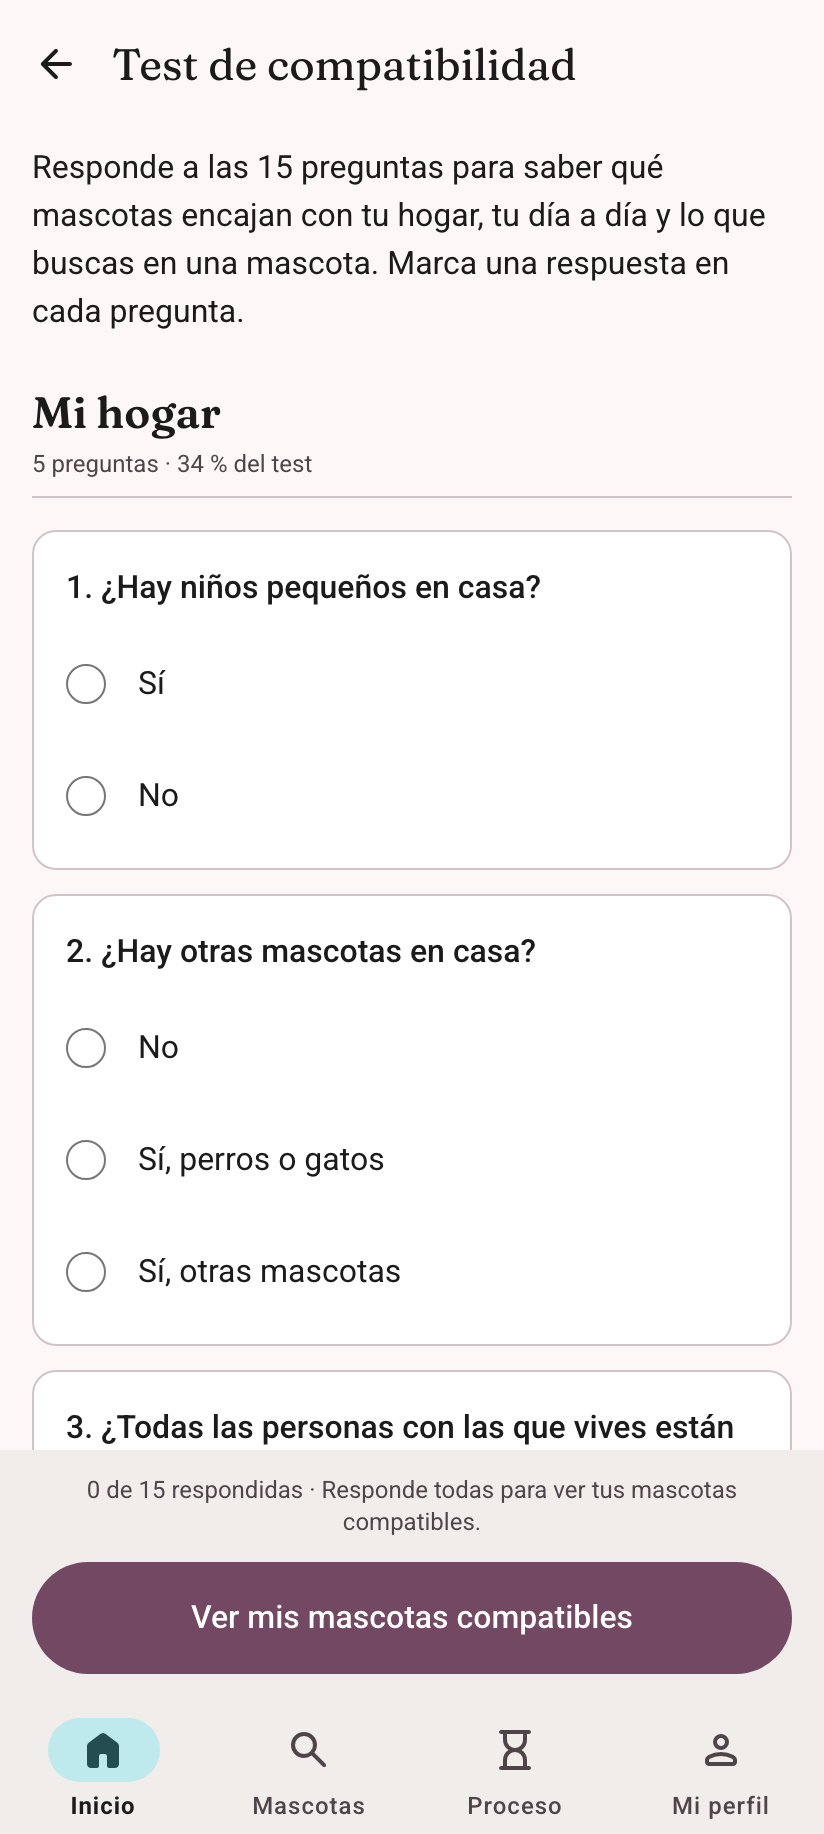 Test de compatibilidad
Responde a las 15 preguntas para saber qué
mascotas encajan con tu hogar, tu día a día y lo que
buscas en una mascota. Marca una respuesta en
cada pregunta.
Mi hogar
5 preguntas · 34 % del test
1. ¿Hay niños pequeños en casa?
Sí
No
2. ¿Hay otras mascotas en casa?
No
Sí, perros o gatos
Sí, otras mascotas
3. ¿Todas las personas con las que vives están
0 de 15 respondidas · Responde todas para ver tus mascotas
compatibles.
Ver mis mascotas compatibles
Inicio
Mascotas
Proceso
Mi perfil